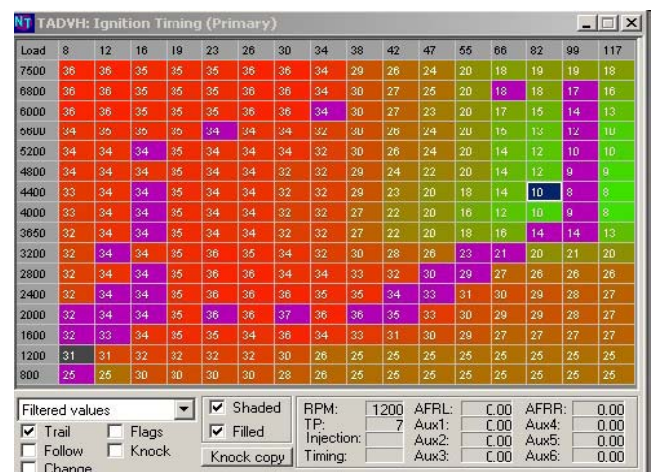 NT TADVH: Ignition Timing (Primary)
Load 8 12 16 19 23 26 30 34 38 42 47 55 66 82 99 117
7500 36 36 35 35 35 36 36 34 29 26 24 20 18 19 19 18
6800 36 36 35 35 35 36 36 34 30 27 25 20 18 18 17 16
6000 36 36 35 35 35 36 36 34 30 27 23 20 17 15 14 13
5600 34 35 35 35 34 34 34 32 30 26 24 20 15 13 12 10
5200 34 34 34 35 34 34 34 32 30 26 24 20 14 12 10 10
4800 34 34 34 35 34 34 32 32 29 24 22 20 14 12 9 9
4400 33 34 34 35 34 34 32 32 29 23 20 18 14 10 8 8
4000 33 34 34 35 34 34 32 32 27 22 20 16 12 10 9 8
3650 32 34 34 35 34 34 32 32 27 22 20 18 16 14 14 13
3200 32 34 34 35 36 35 34 32 30 28 26 23 21 20 21 20
2800 32 34 34 35 36 36 34 34 33 32 30 29 27 26 26 26
2400 32 34 34 35 36 36 36 35 35 34 33 31 30 29 28 27
2000 32 34 34 35 36 36 37 36 36 35 33 30 29 29 28 27
1600 32 33 34 35 35 34 36 34 33 31 30 29 27 27 27 27
1200 31 31 32 32 32 32 30 26 25 25 25 25 25 25 25 25
800 25 25 30 30 30 30 28 26 25 25 25 25 25 25 25 25
Filtered values Shaded RPM: 1200 AFRL: 0.00 AFRR: 0.00
Trail Flags Filled TP: 7 Aux1: 0.00 Aux4: 0.00
Follow Knock Knock copy Injection: Aux2: 0.00 Aux5: 0.00
Change Timing: Aux3: 0.00 Aux6: 0.00